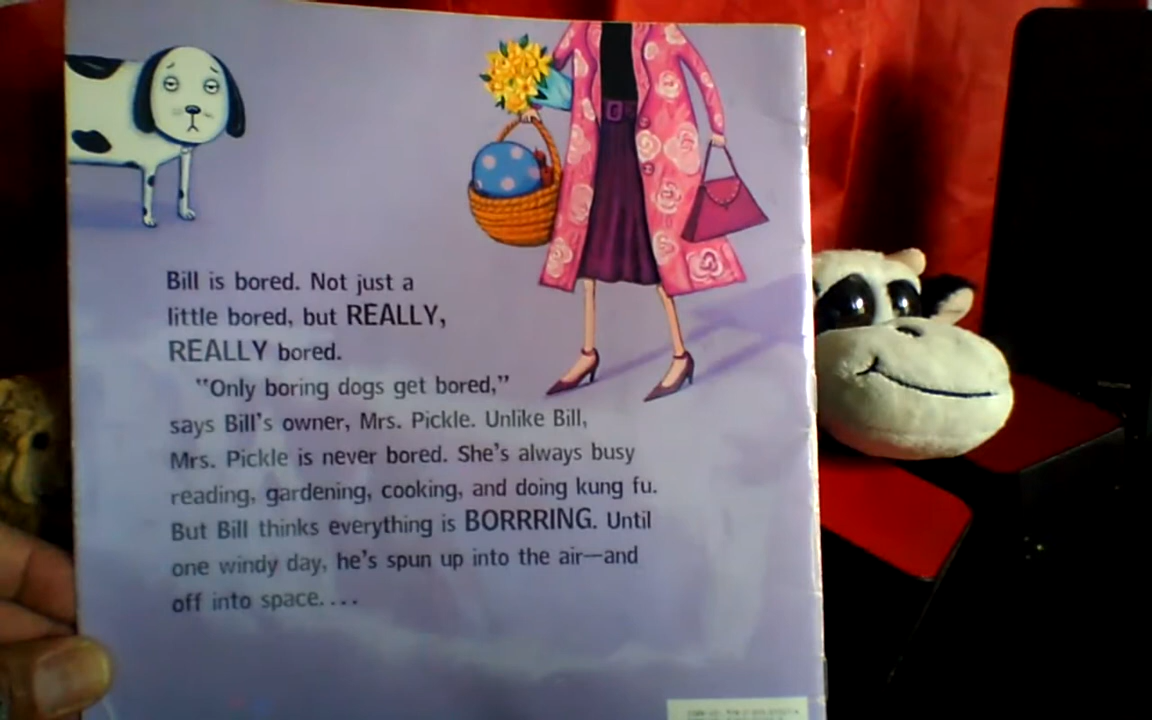 Bill is bored. Not just a
little bored, but REALLY,
REALLY bored.
"Only boring dogs get bored,"
says Bill's owner, Mrs. Pickle. Unlike Bill,
Mrs. Pickle is never bored. She's always busy
reading, gardening, cooking, and doing kung fu.
But Bill thinks everything is BORRRING. Until
one windy day, he's spun up into the air—and
off into space....